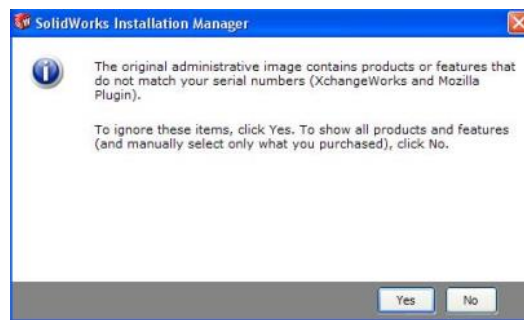 SolidWorks Installation Manager
The original administrative image contains products or features that
do not match your serial numbers (XchangeWorks and Mozilla
Plugin).
To ignore these items, click Yes. To show all products and features
(and manually select only what you purchased), click No.
Yes No